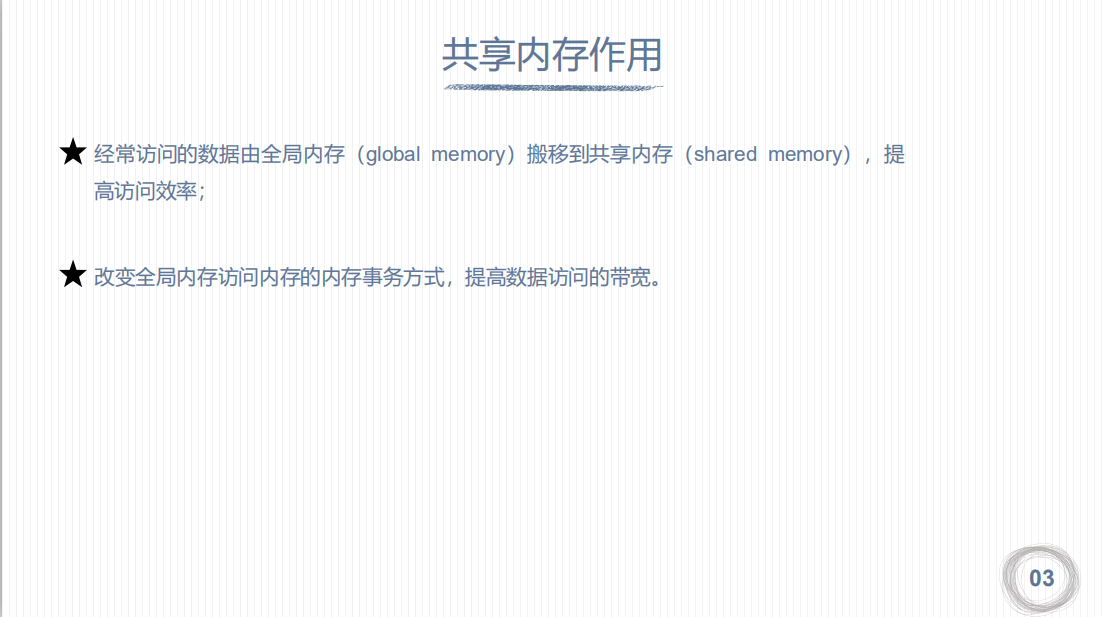 共享内存作用
经常访问的数据由全局内存（global memory）搬移到共享内存（shared memory），提
高访问效率；
改变全局内存访问内存的内存事务方式，提高数据访问的带宽。
03